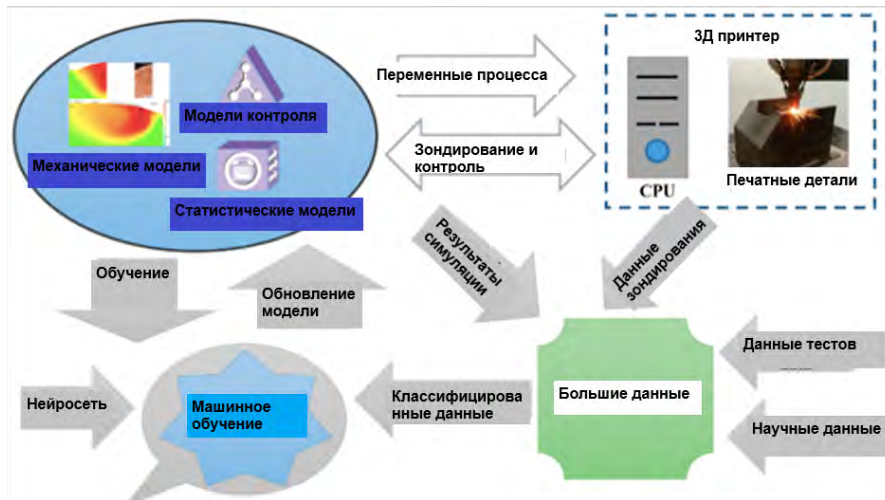 3Д принтер
Переменные процесса
Модели контроля
Механические модели
Статистические модели
Зондирование и
контроль
CPU
Печатные детали
Обучение
Обновление
модели
Результаты
симуляции
Данные
зондирования
Данные тестов
Нейросеть
Машинное
обучение
Классифицирова
нные данные
Большие данные
Научные данные